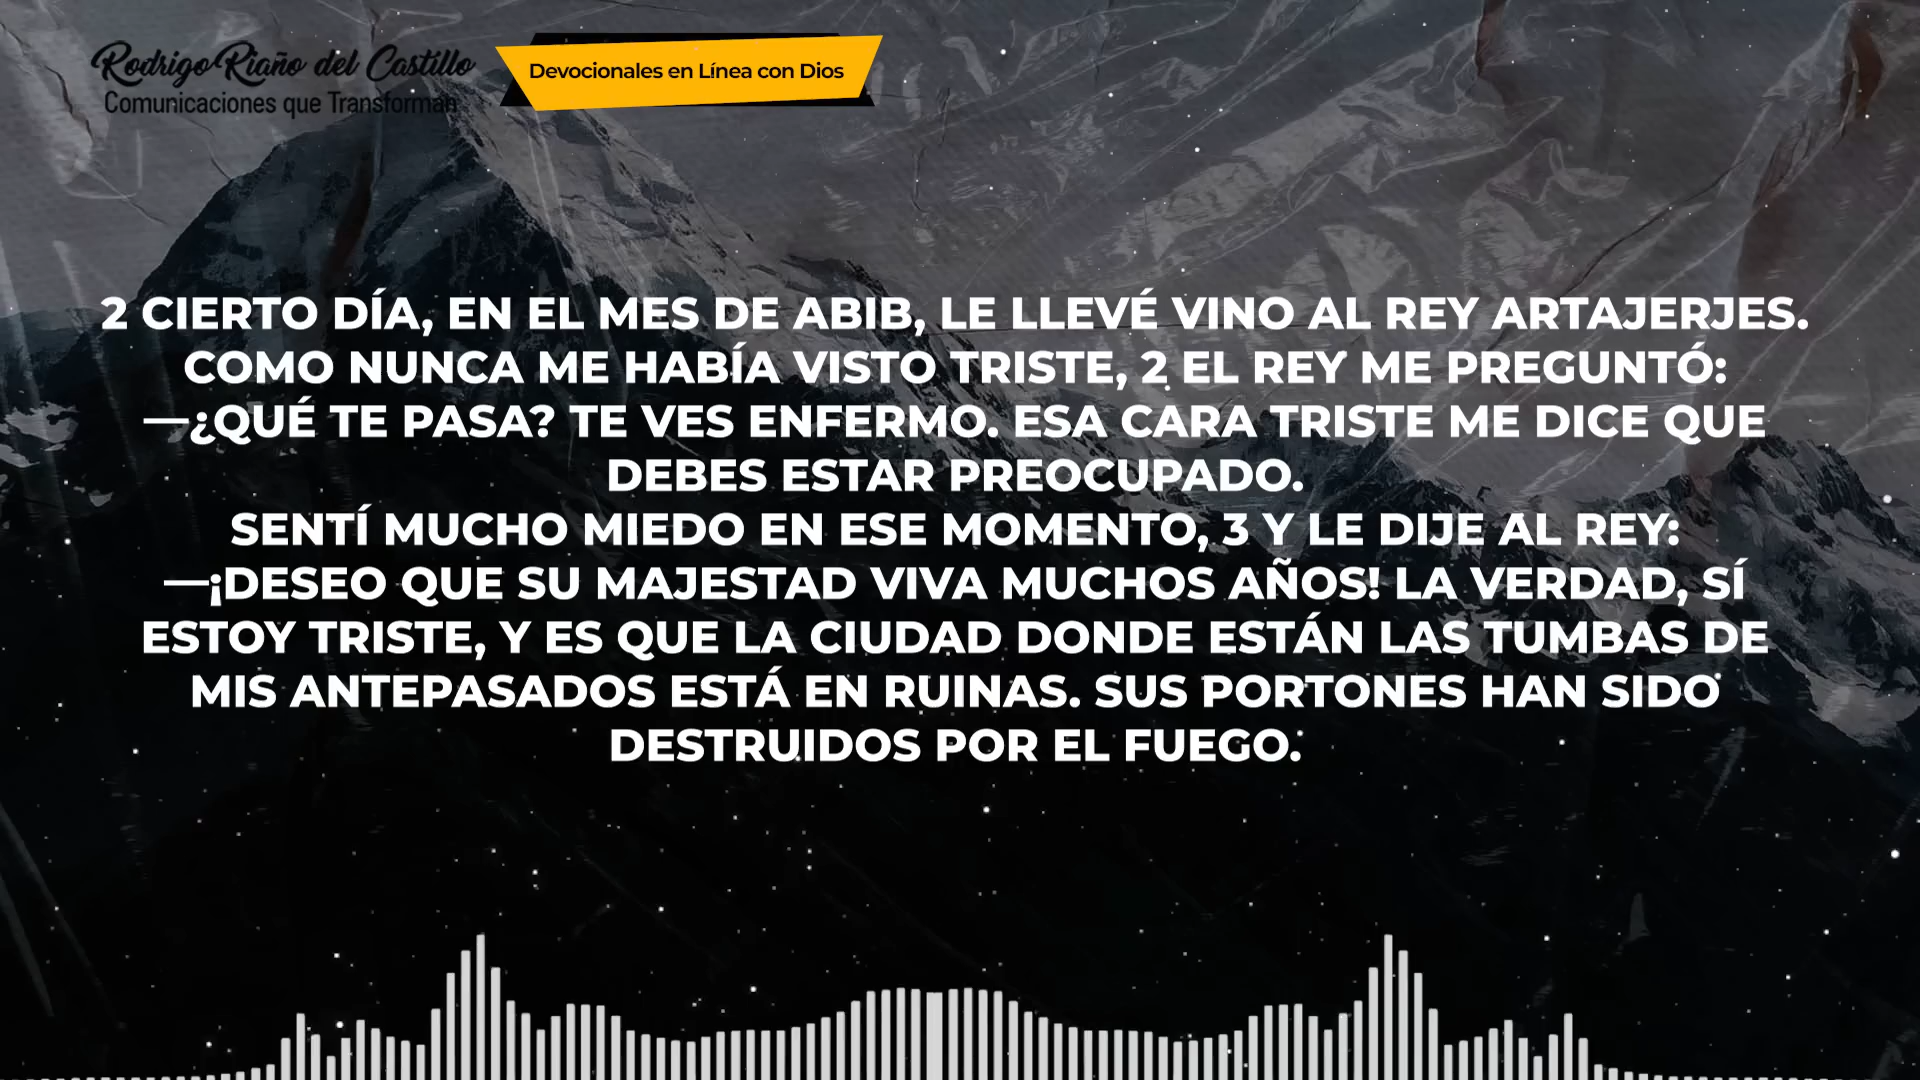 Rodrigo Riaño del Castillo
Comunicaciones que Transforman
Devocionales en Línea con Dios
2 CIERTO DÍA, EN EL MES DE ABIB, LE LLEVÉ VINO AL REY ARTAJERJES.
COMO NUNCA ME HABÍA VISTO TRISTE, 2 EL REY ME PREGUNTÓ:
—¿QUÉ TE PASA? TE VES ENFERMO. ESA CARA TRISTE ME DICE QUE
DEBES ESTAR PREOCUPADO.
SENTÍ MUCHO MIEDO EN ESE MOMENTO, 3 Y LE DIJE AL REY:
—¡DESEO QUE SU MAJESTAD VIVA MUCHOS AÑOS! LA VERDAD, SÍ
ESTOY TRISTE, Y ES QUE LA CIUDAD DONDE ESTÁN LAS TUMBAS DE
MIS ANTEPASADOS ESTÁ EN RUINAS. SUS PORTONES HAN SIDO
DESTRUIDOS POR EL FUEGO.